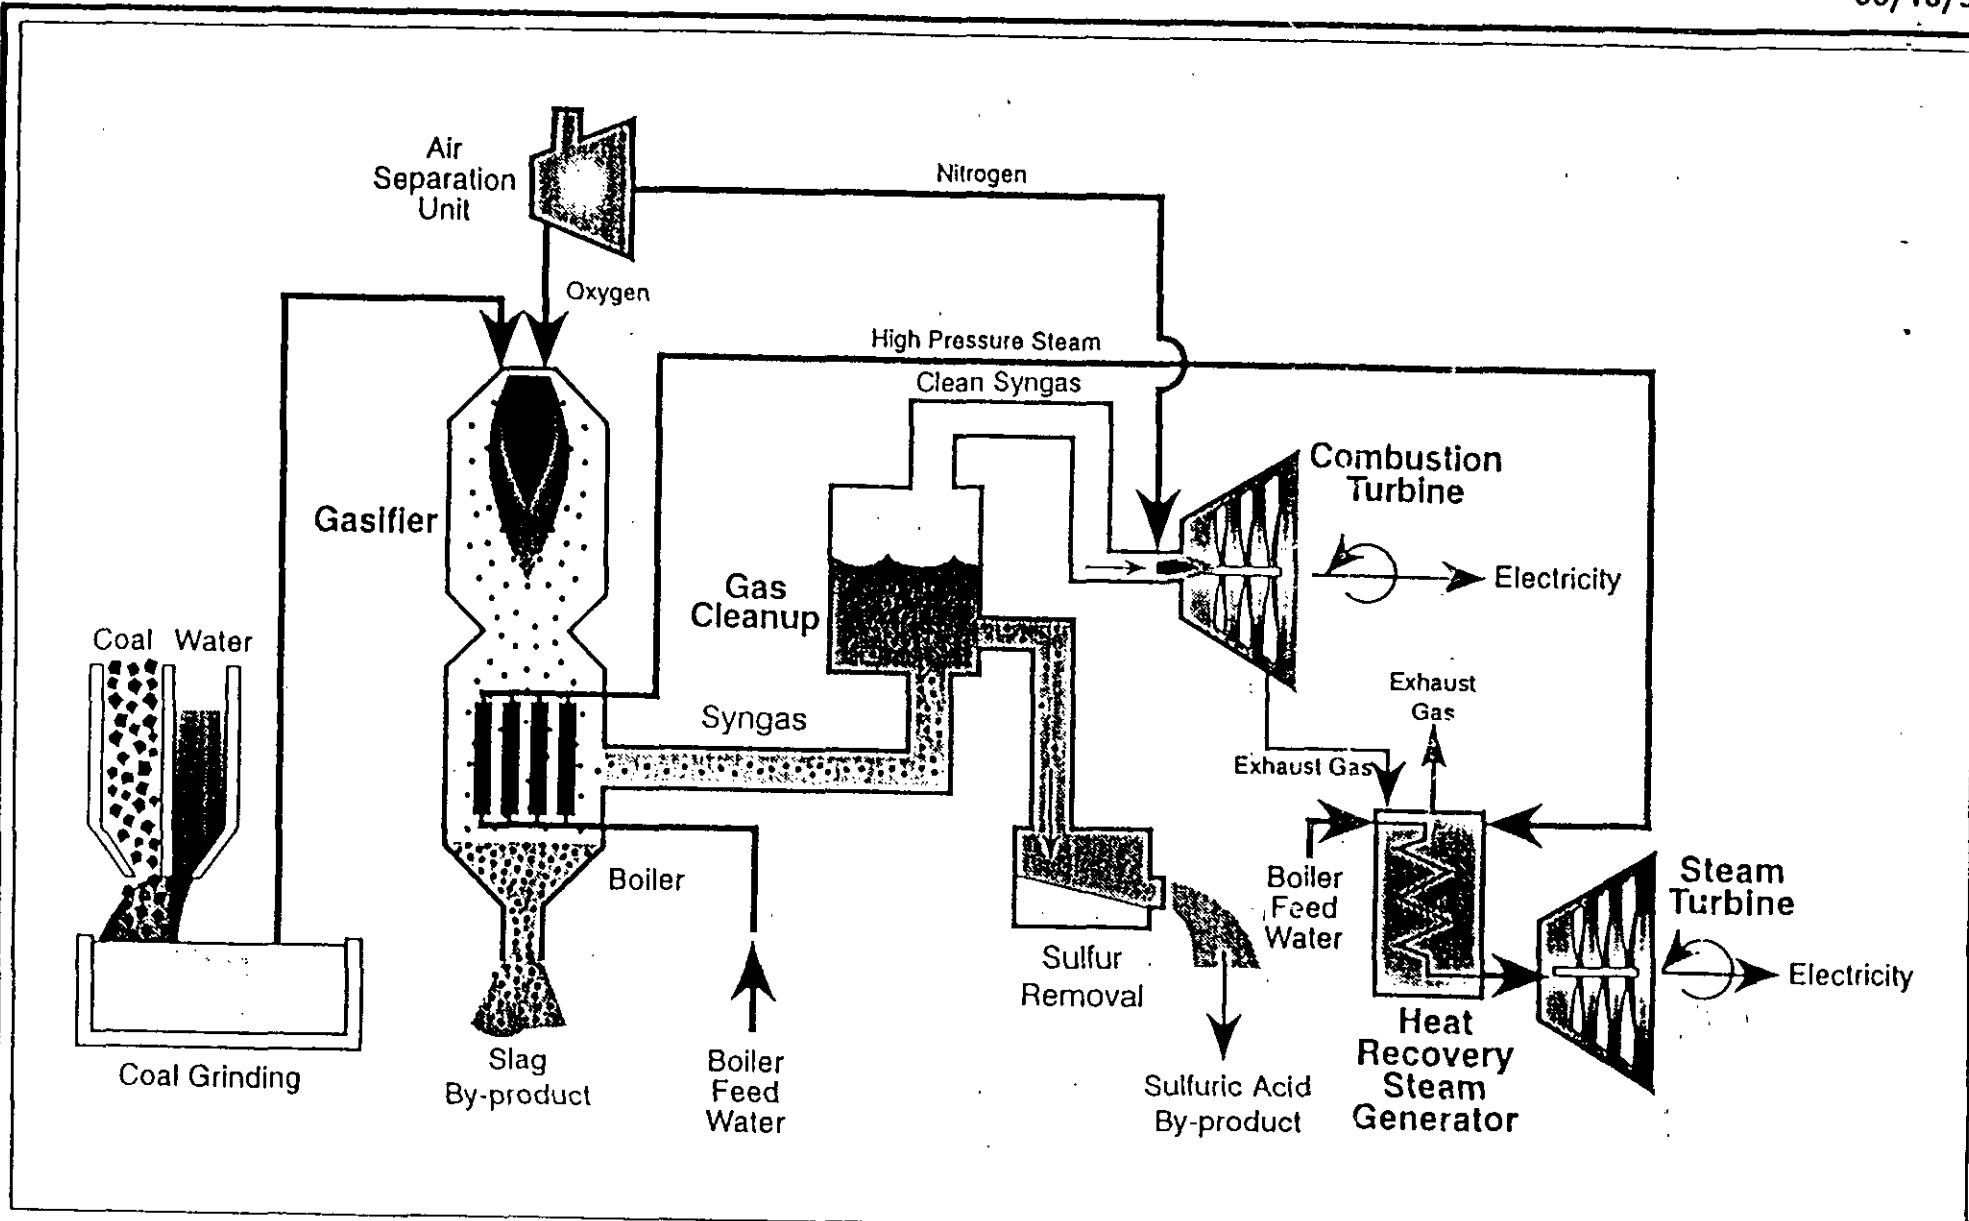 Air
Separation
Unit
Nitrogen
Oxygen
High Pressure Steam
Clean Syngas
Combustion
Turbine
Gasifier
Electricity
Gas
Cleanup
Coal Water
Exhaust
Gas
Syngas
Exhaust Gas
Boiler
Steam
Turbine
Boiler
Feed
Water
Electricity
Sulfur
Removal
Heat
Recovery
Steam
Generator
Coal Grinding
Slag
By-product
Boiler
Feed
Water
Sulfuric Acid
By-product